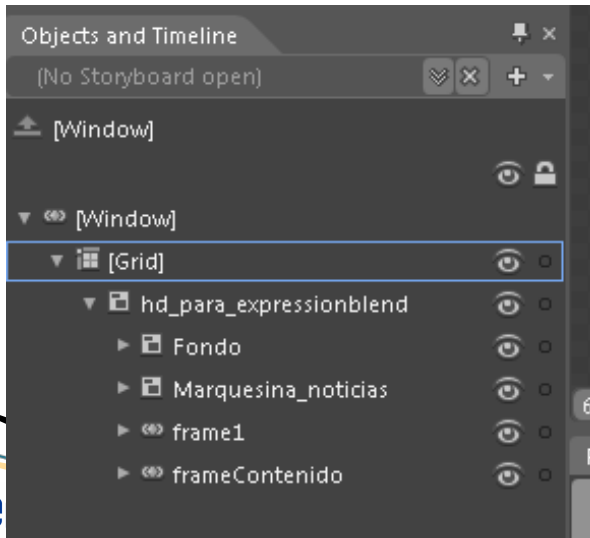 Objects and Timeline
(No Storyboard open)
[Window]
[Window]
[Grid]
hd_para_expressionblend
Fondo
Marquesina_noticias
frame1
frameContenido